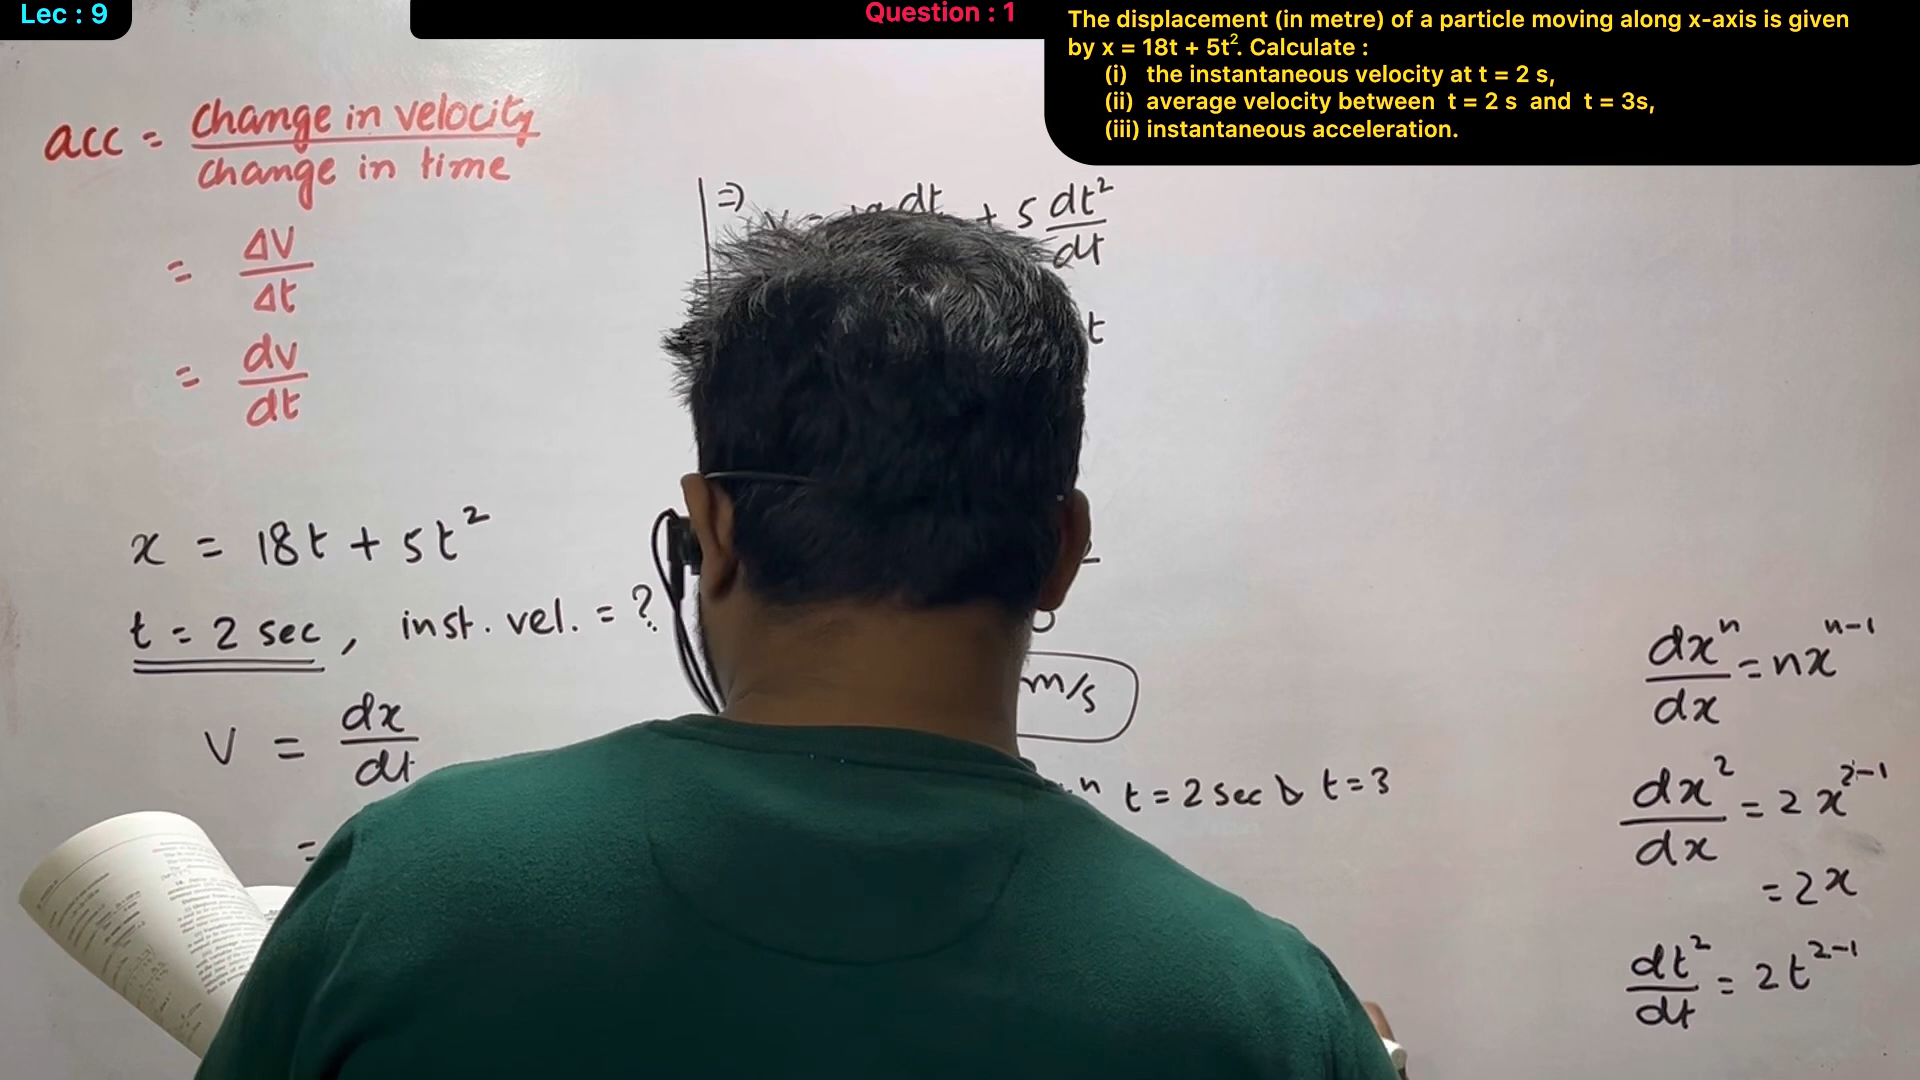 Lec : 9
Question : 1
The displacement (in metre) of a particle moving along x-axis is given
by x = 18t + 5t². Calculate :
(i) the instantaneous velocity at t = 2 s,
(ii) average velocity between t = 2 s and t = 3s,
(iii) instantaneous acceleration.
acc = change in velocity
change in time
= ΔV
Δt
= dv
dt
x = 18t + 5t²
t = 2 sec , inst. vel. = ?
V = dx
dt
=
⇒ dt + 5 dt²
dt
t
m/s
n t = 2 sec & t = 3
dxⁿ = nxⁿ⁻¹
dx
dx² = 2x²⁻¹
dx
= 2x
dt² = 2t²⁻¹
dt